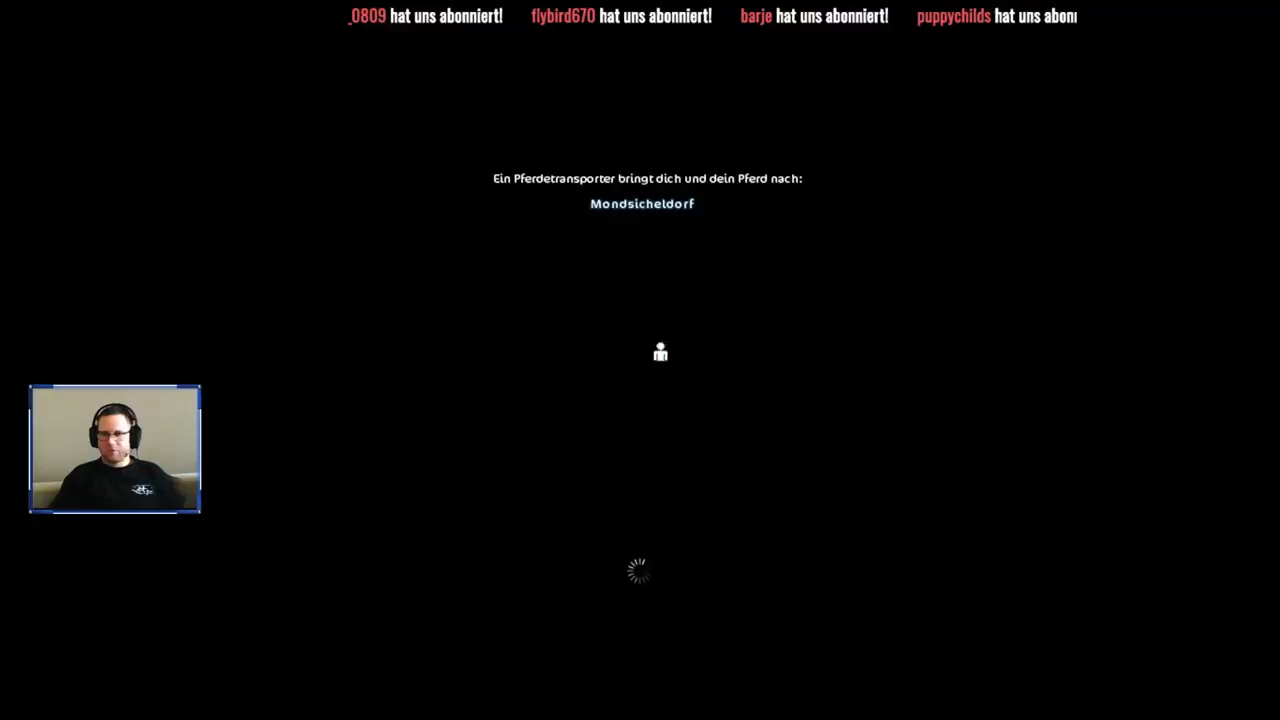 _0809 hat uns abonniert! flybird670 hat uns abonniert! barje hat uns abonniert! puppychilds hat uns abonn
Ein Pferdetransporter bringt dich und dein Pferd nach:
Mondsicheldorf